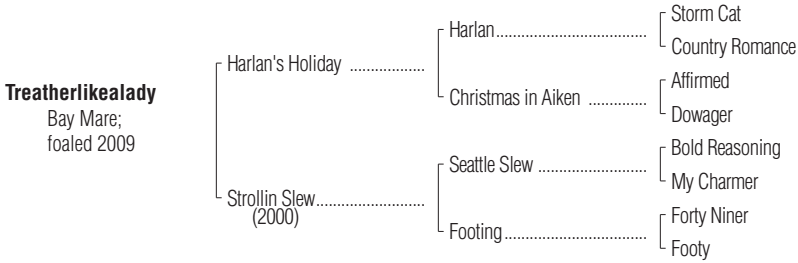 Storm Cat
Harlan......................................
Country Romance
Harlan's Holiday ..................
Affirmed
Christmas in Aiken ..............
Dowager
Treatherlikealady
Bay Mare;
foaled 2009
Bold Reasoning
Seattle Slew ..........................
My Charmer
Strollin Slew..........................
(2000)
Forty Niner
Footing..................................
Footy